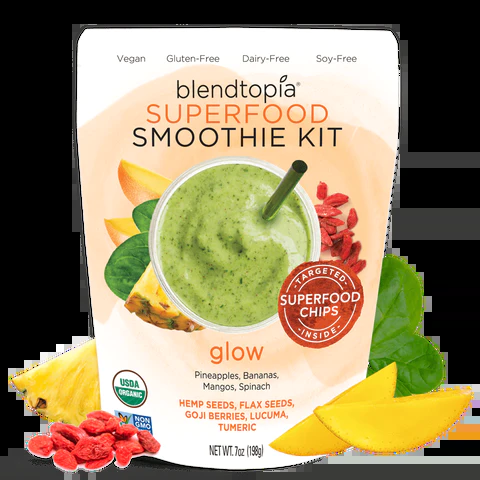 Vegan Gluten-Free Dairy-Free Soy-Free
blendtopia®
SUPERFOOD
SMOOTHIE KIT
TARGETED
SUPERFOOD
CHIPS
INSIDE
glow
Pineapples, Bananas,
Mangos, Spinach
USDA
ORGANIC
NON
GMO
HEMP SEEDS, FLAX SEEDS,
GOJI BERRIES, LUCUMA,
TUMERIC
NET WT. 7oz (198g)